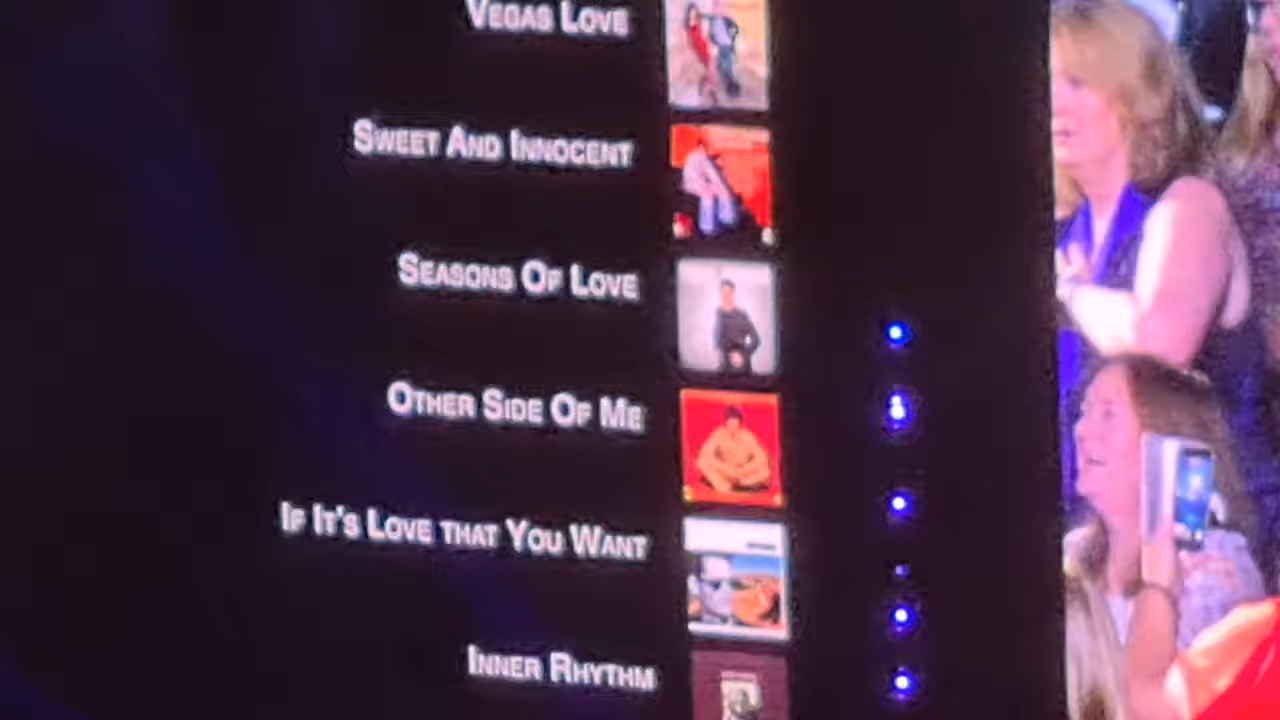 Vegas Love
Sweet And Innocent
Seasons Of Love
Other Side Of Me
If It's Love that You Want
Inner Rhythm